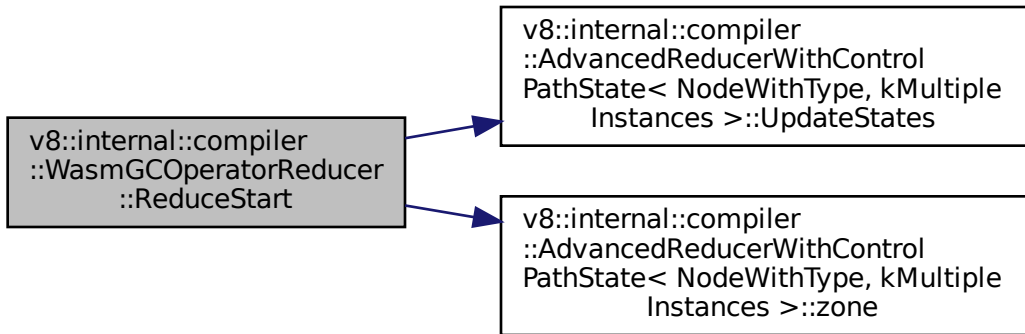 v8::internal::compiler
::WasmGCOperatorReducer
::ReduceStart
v8::internal::compiler
::AdvancedReducerWithControl
PathState< NodeWithType, kMultiple
Instances >::UpdateStates
v8::internal::compiler
::AdvancedReducerWithControl
PathState< NodeWithType, kMultiple
Instances >::zone